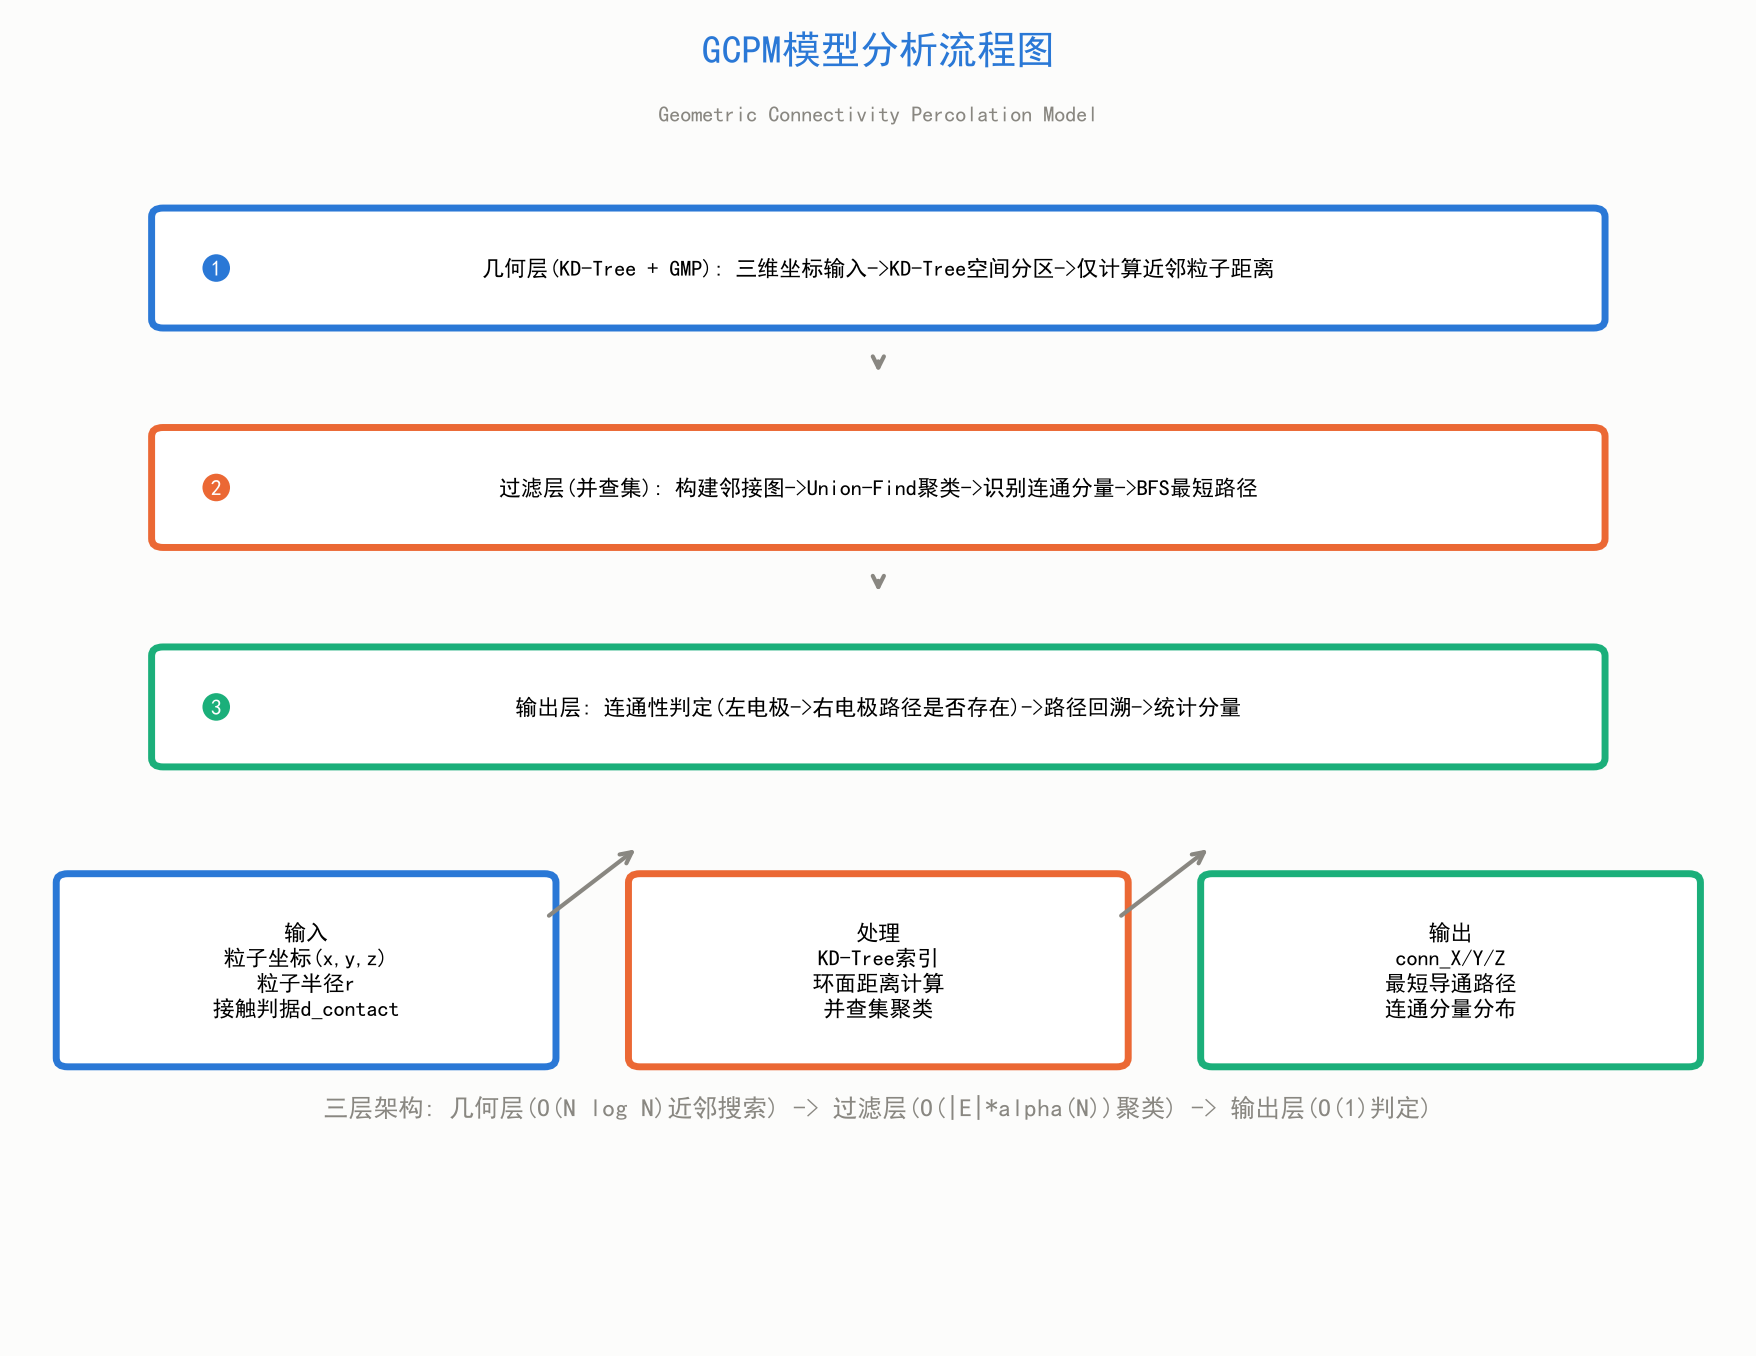 GCPM模型分析流程图
Geometric Connectivity Percolation Model
1
几何层(KD-Tree + GMP): 三维坐标输入->KD-Tree空间分区->仅计算近邻粒子距离
2
过滤层(并查集): 构建邻接图->Union-Find聚类->识别连通分量->BFS最短路径
3
输出层: 连通性判定(左电极->右电极路径是否存在)->路径回溯->统计分量
输入
粒子坐标(x,y,z)
粒子半径r
接触判据d_contact
处理
KD-Tree索引
环面距离计算
并查集聚类
输出
conn_X/Y/Z
最短导通路径
连通分量分布
三层架构: 几何层(O(N log N)近邻搜索) -> 过滤层(O(|E|*alpha(N))聚类) -> 输出层(O(1)判定)